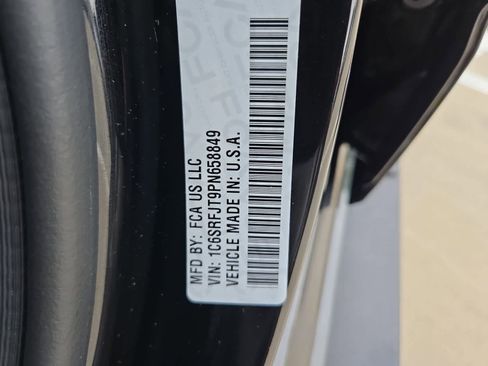 MFD BY: FCA US LLC
VIN: 1C6SRFJT9PN658849
VEHICLE MADE IN: U.S.A.